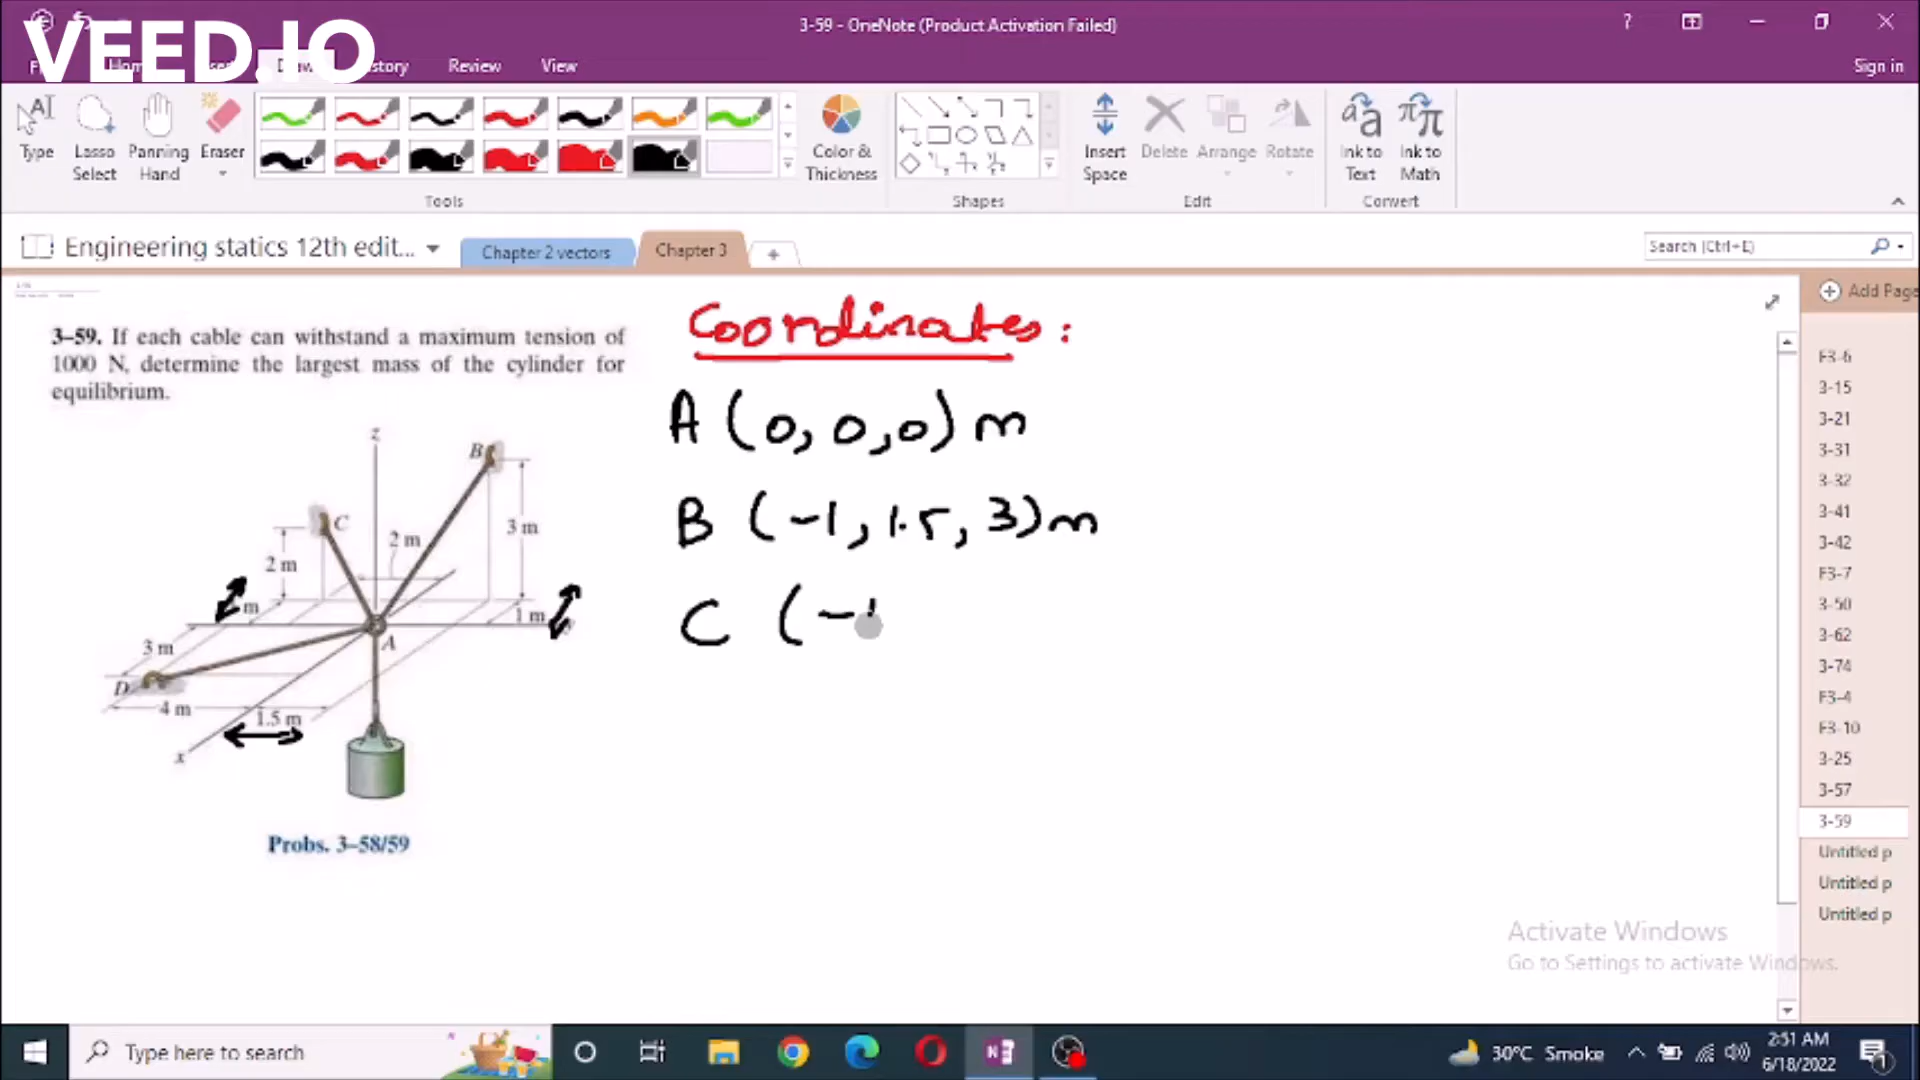 3-59 - OneNote (Product Activation Failed)
VEED.IO
Review View
Sign in
Type Lasso Select Panning Hand Eraser
Color & Thickness
Insert Space Delete Arrange Rotate
Ink to Text Ink to Math
Tools Shapes Edit Convert
Engineering statics 12th edit... Chapter 2 vectors Chapter 3
Search (Ctrl+E)
Add Page
3–59. If each cable can withstand a maximum tension of
1000 N, determine the largest mass of the cylinder for
equilibrium.
z
B
C
2 m
3 m
2 m
m
1 m
3 m
A
D
4 m
1.5 m
x
Probs. 3–58/59
Coordinates:
A (0, 0, 0) m
B (-1, 1.5, 3) m
C (-1
F3-6
3-15
3-21
3-31
3-32
3-41
3-42
F3-7
3-50
3-62
3-74
F3-4
F3-10
3-25
3-57
3-59
Untitled p
Untitled p
Untitled p
Activate Windows
Go to Settings to activate Windows.
Type here to search
30°C Smoke
2:51 AM
6/18/2022